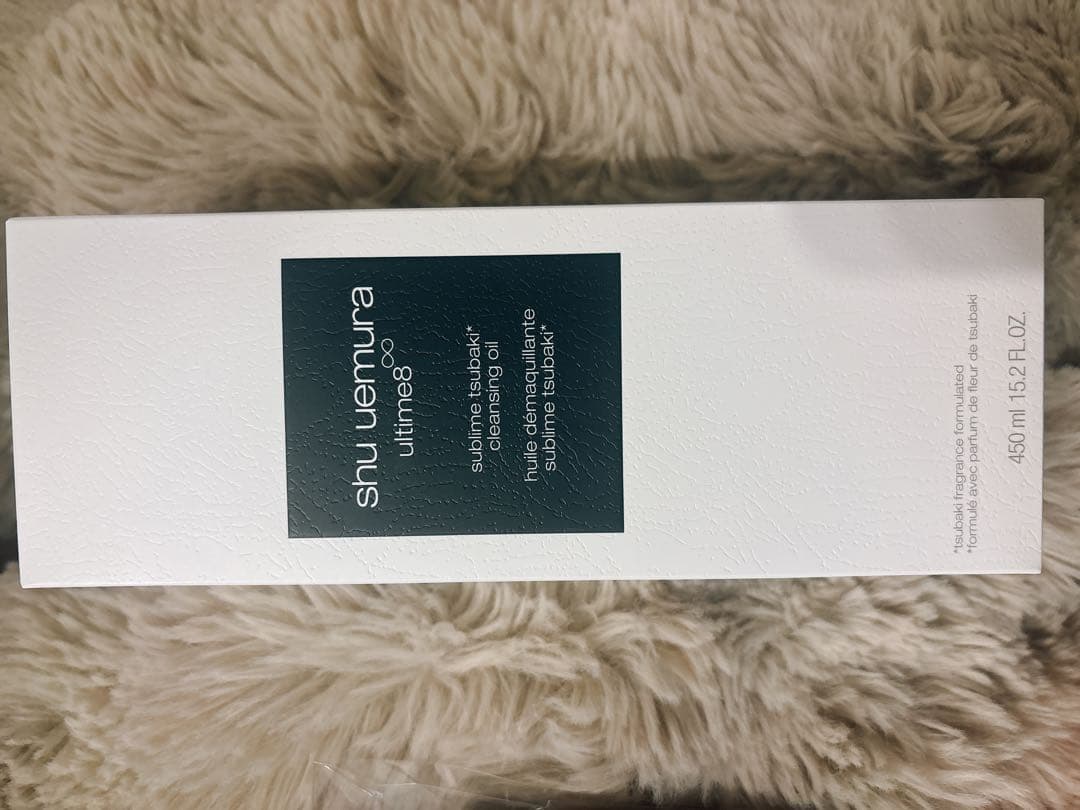 shu uemura
ultime8∞
sublime tsubaki*
cleansing oil
huile démaquillante
sublime tsubaki*
*tsubaki fragrance formulated
*formulé avec parfum de fleur de tsubaki
450 ml 15.2 FL.OZ.